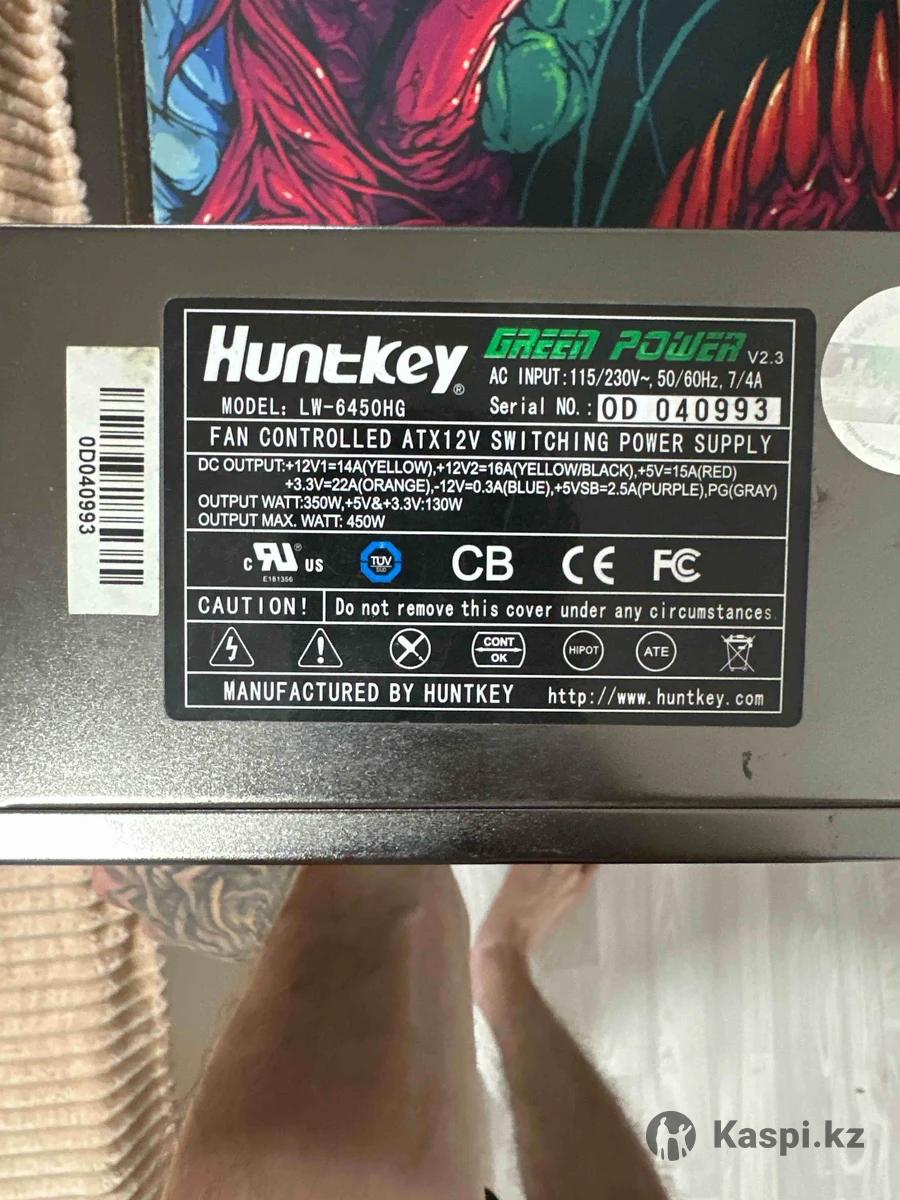 Huntkey®
GREEN POWER V2.3
AC INPUT:115/230V~, 50/60Hz, 7/4A
MODEL: LW-6450HG
Serial NO.: 0D 040993
FAN CONTROLLED ATX12V SWITCHING POWER SUPPLY
DC OUTPUT:+12V1=14A(YELLOW),+12V2=16A(YELLOW/BLACK),+5V=15A(RED)
+3.3V=22A(ORANGE),-12V=0.3A(BLUE),+5VSB=2.5A(PURPLE),PG(GRAY)
OUTPUT WATT:350W,+5V&+3.3V:130W
OUTPUT MAX. WATT: 450W
c RU® US
E181356
TÜV
SÜD
CB
CE
FC
CAUTION! Do not remove this cover under any circumstances.
CONT
OK
HIPOT
ATE
MANUFACTURED BY HUNTKEY http://www.huntkey.com
0D040993
Kaspi.kz